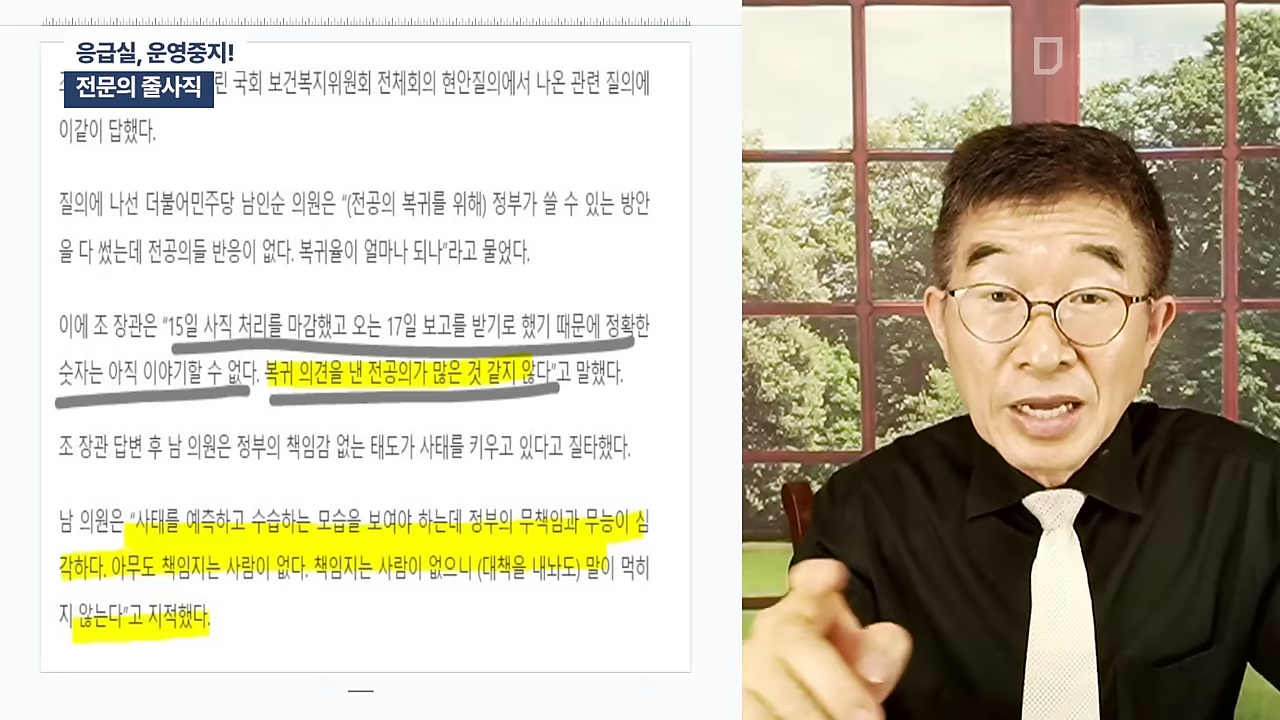 응급실, 운영중지!
전문의 줄사직
린 국회 보건복지위원회 전체회의 현안질의에서 나온 관련 질의에
이같이 답했다.
질의에 나선 더불어민주당 남인순 의원은 “(전공의 복귀를 위해) 정부가 쓸 수 있는 방안
을 다 썼는데 전공의들 반응이 없다. 복귀율이 얼마나 되나”라고 물었다.
이에 조 장관은 “15일 사직 처리를 마감했고 오는 17일 보고를 받기로 했기 때문에 정확한
숫자는 아직 이야기할 수 없다. 복귀 의견을 낸 전공의가 많은 것 같지 않다”고 말했다.
조 장관 답변 후 남 의원은 정부의 책임감 없는 태도가 사태를 키우고 있다고 질타했다.
남 의원은 “사태를 예측하고 수습하는 모습을 보여야 하는데 정부의 무책임과 무능이 심
각하다. 아무도 책임지는 사람이 없다. 책임지는 사람이 없으니 (대책을 내놔도) 말이 먹히
지 않는다”고 지적했다.